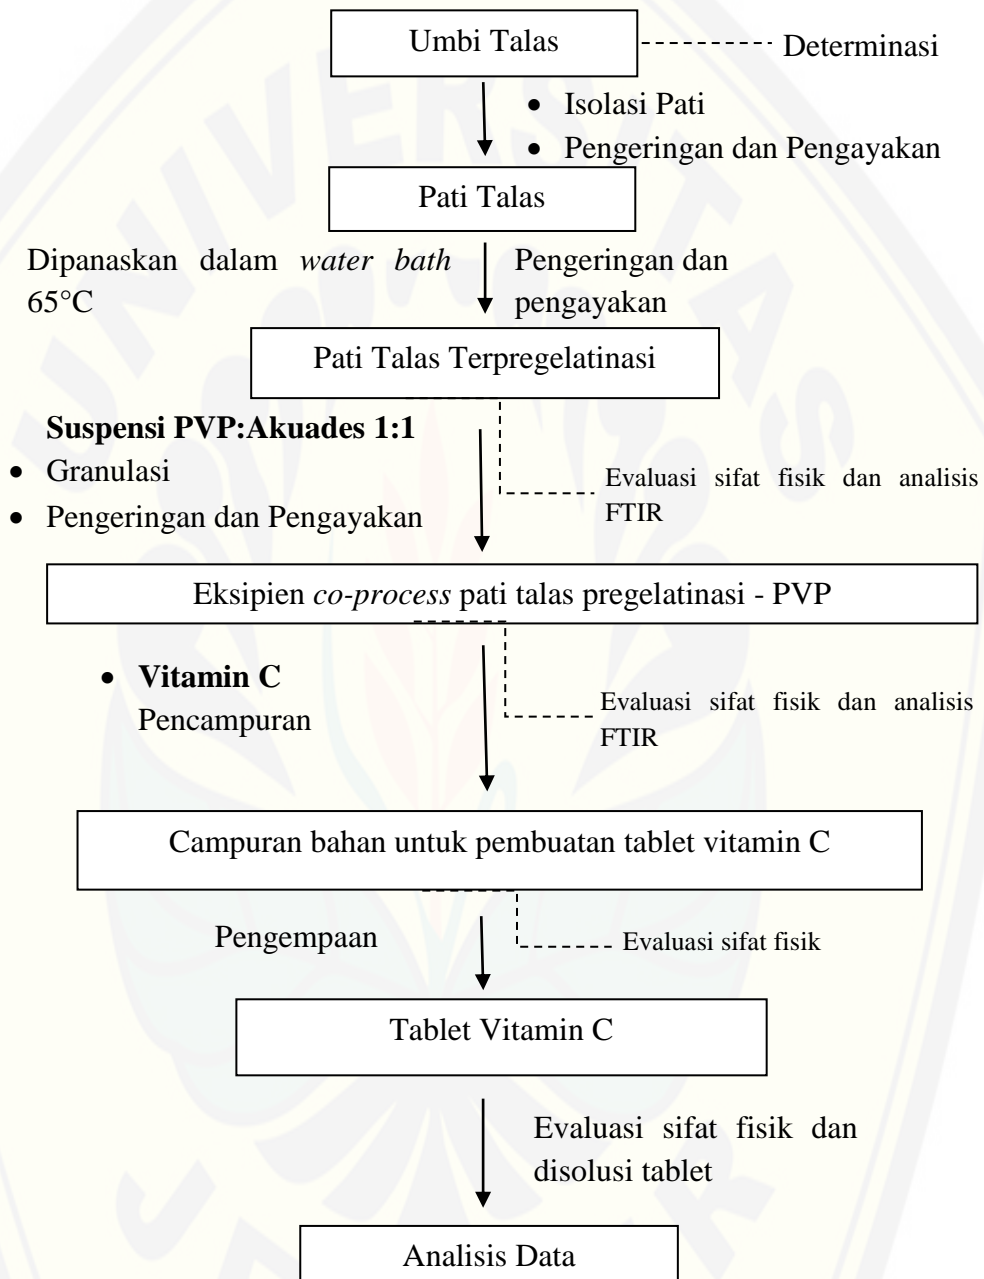 Umbi Talas
Determinasi
• Isolasi Pati
• Pengeringan dan Pengayakan
Pati Talas
Dipanaskan dalam water bath
65°C
Pengeringan dan
pengayakan
Pati Talas Terpregelatinasi
Suspensi PVP:Akuades 1:1
• Granulasi
• Pengeringan dan Pengayakan
Evaluasi sifat fisik dan analisis
FTIR
Eksipien co-process pati talas pregelatinasi - PVP
• Vitamin C
Pencampuran
Evaluasi sifat fisik dan analisis
FTIR
Campuran bahan untuk pembuatan tablet vitamin C
Pengempaan
Evaluasi sifat fisik
Tablet Vitamin C
Evaluasi sifat fisik dan
disolusi tablet
Analisis Data